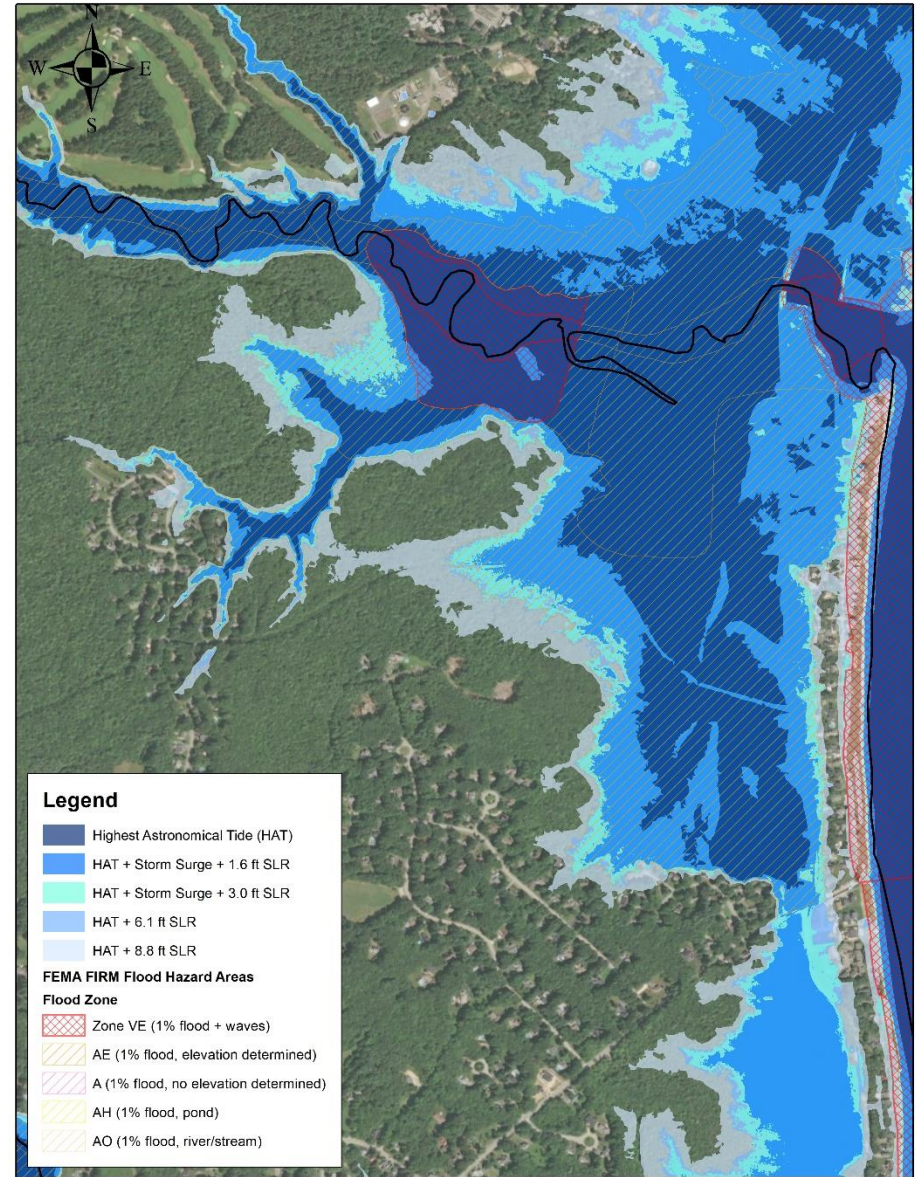 N
W E
S
Legend
Highest Astronomical Tide (HAT)
HAT + Storm Surge + 1.6 ft SLR
HAT + Storm Surge + 3.0 ft SLR
HAT + 6.1 ft SLR
HAT + 8.8 ft SLR
FEMA FIRM Flood Hazard Areas
Flood Zone
Zone VE (1% flood + waves)
AE (1% flood, elevation determined)
A (1% flood, no elevation determined)
AH (1% flood, pond)
AO (1% flood, river/stream)